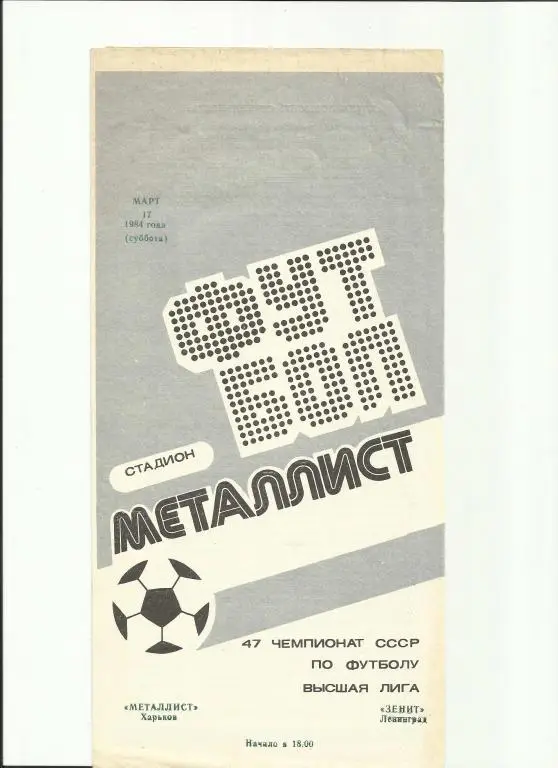 МАРТ
17
1984 года
(суббота)
ФУТ
БОЛ
СТАДИОН
МЕТАЛЛИСТ
47 ЧЕМПИОНАТ СССР
ПО ФУТБОЛУ
ВЫСШАЯ ЛИГА
«МЕТАЛЛИСТ» «ЗЕНИТ»
Харьков Ленинград
Начало в 18.00